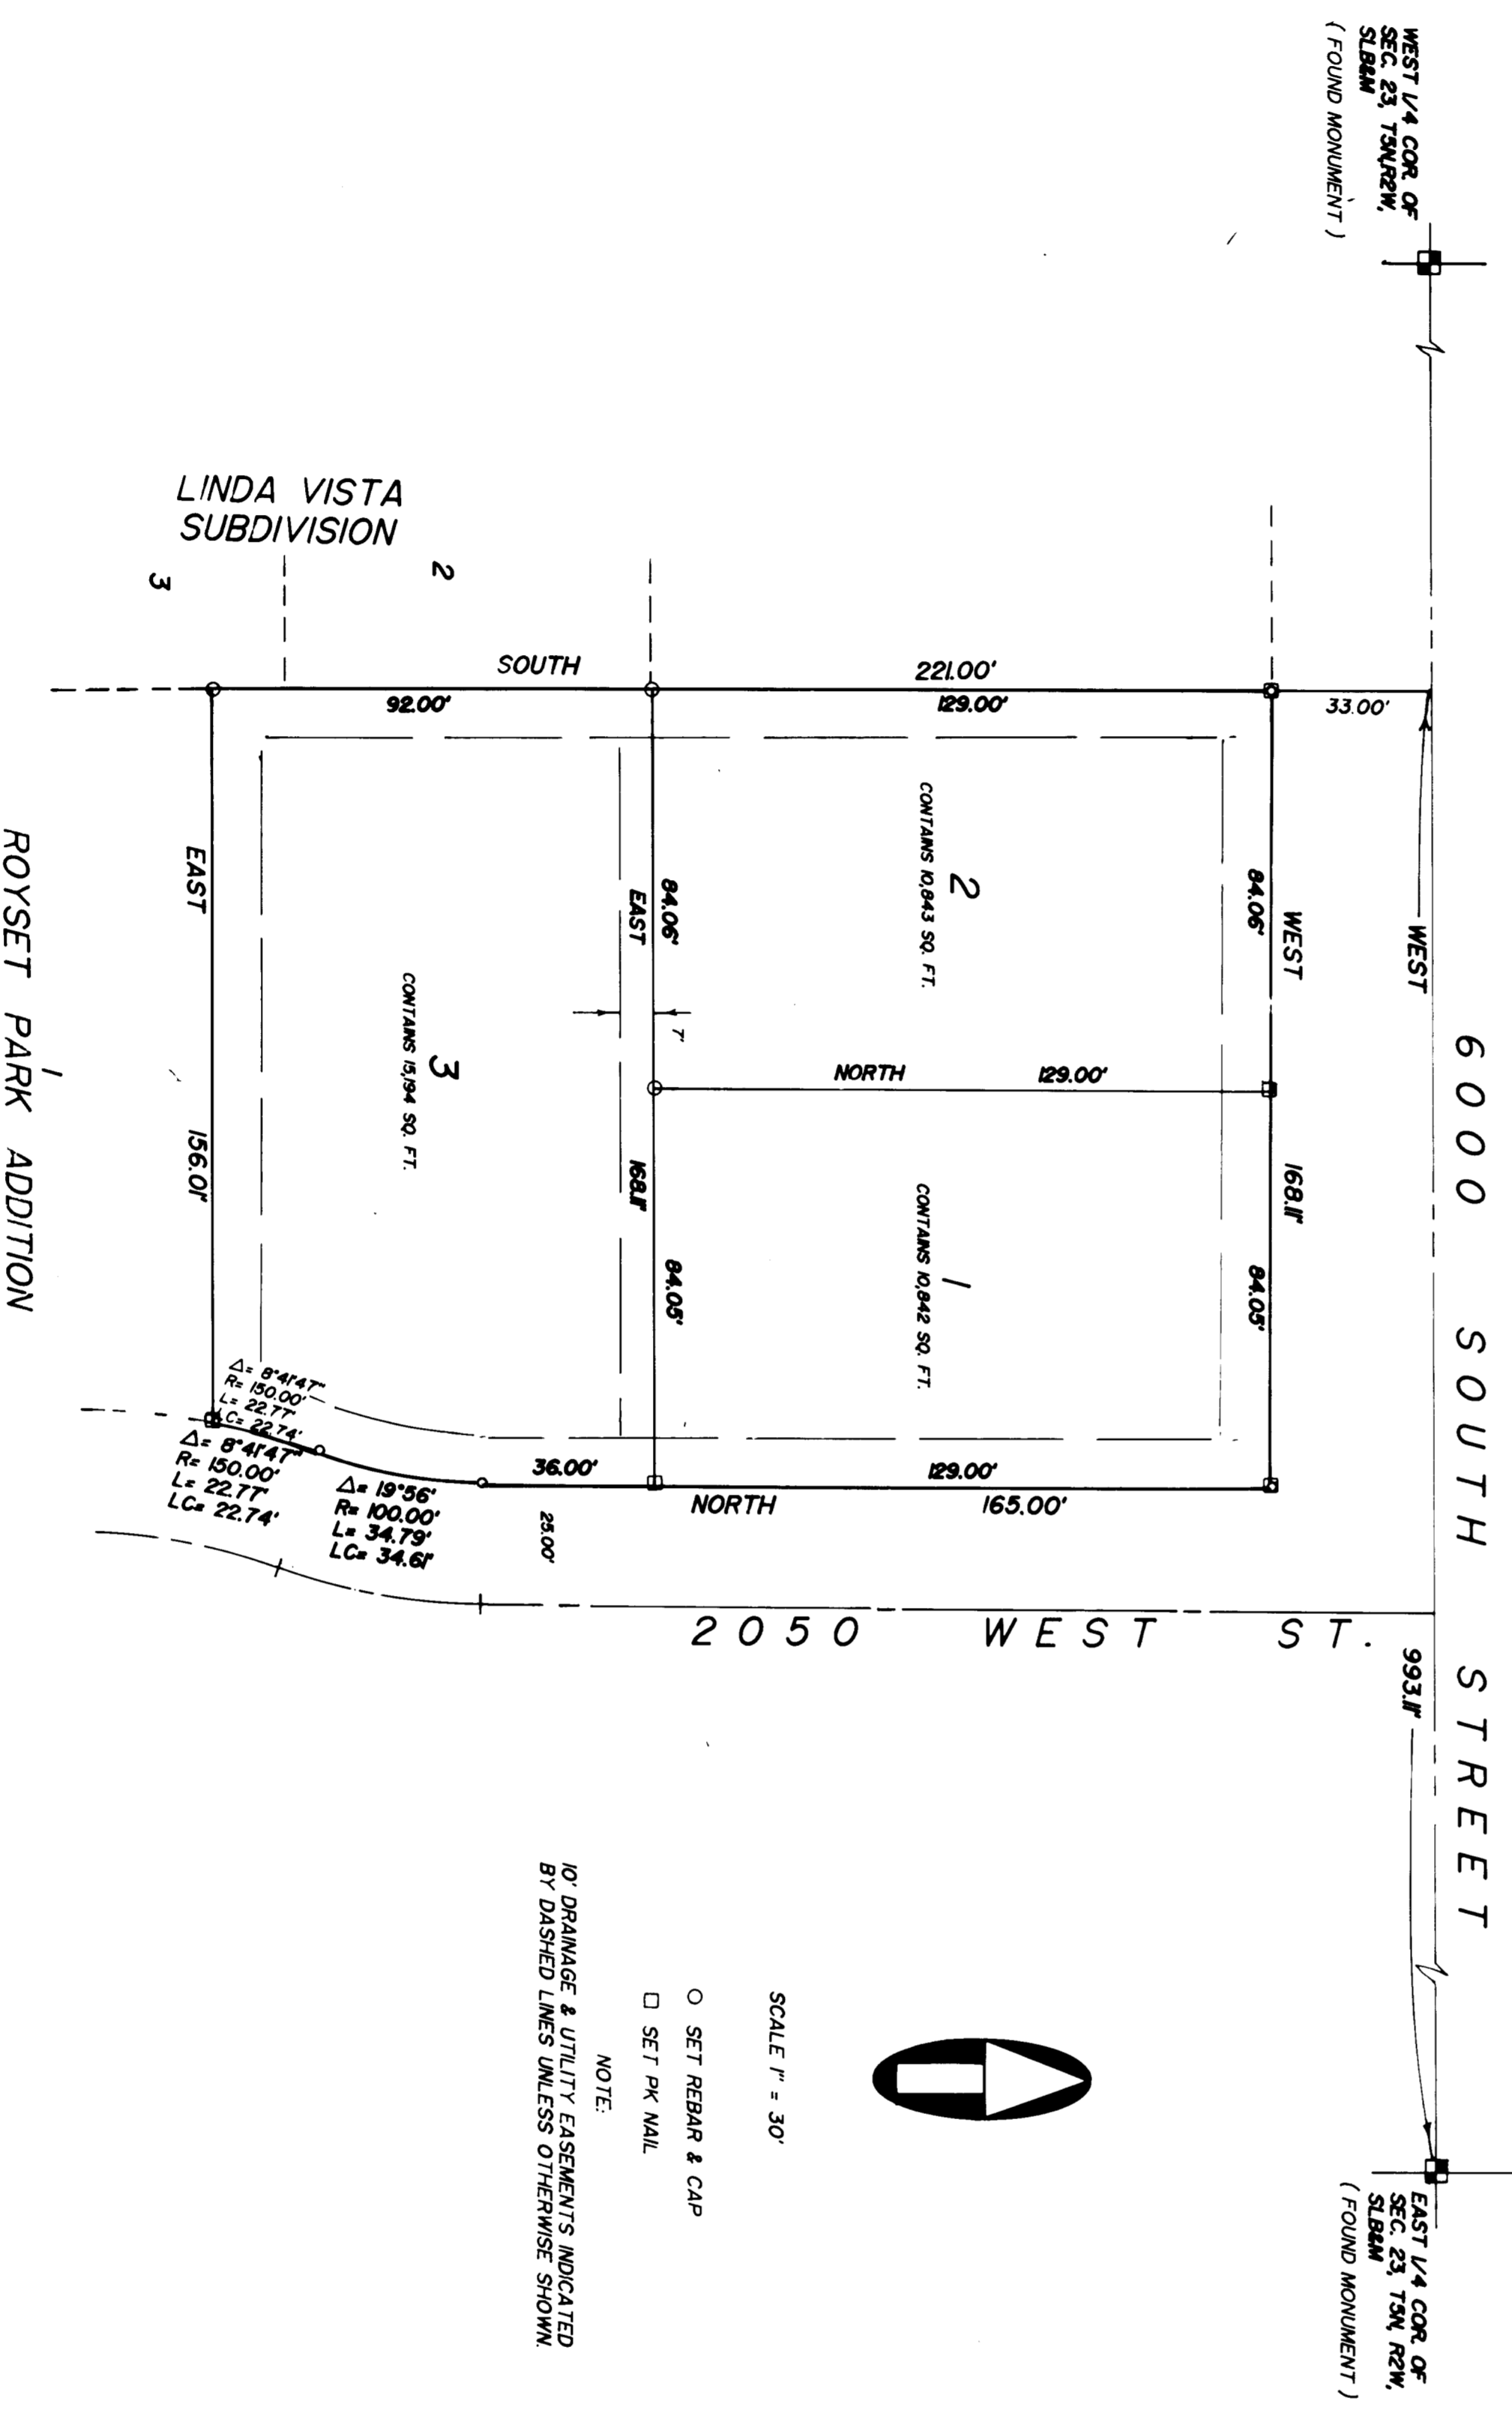 WEST 1/4 COR. OF
SEC. 23, T5N,R2W,
SLB&M
( FOUND MONUMENT )
6000 SOUTH STREET
WEST
993.11'
EAST 1/4 COR. OF
SEC. 23, T5N, R2W,
SLB&M
( FOUND MONUMENT )
33.00'
WEST
168.11'
84.06'
84.05'
LINDA VISTA
SUBDIVISION
2
3
SOUTH
221.00'
92.00'
129.00'
2
CONTAINS 10,843 SQ. FT.
NORTH
129.00'
1
CONTAINS 10,842 SQ. FT.
84.06'
84.05'
EAST
168.11'
7'
3
CONTAINS 15,194 SQ. FT.
EAST
156.01'
36.00'
129.00'
NORTH
165.00'
25.00'
Δ= 8°41'47"
R= 150.00'
L= 22.77'
LC= 22.74'
Δ= 8°41'47"
R= 150.00'
L= 22.77'
LC= 22.74'
Δ= 19°56'
R= 100.00'
L= 34.79'
LC= 34.61'
2050 WEST ST.
1
ROYSET PARK ADDITION
SCALE 1" = 30'
SET REBAR & CAP
SET PK NAIL
NOTE:
10' DRAINAGE & UTILITY EASEMENTS INDICATED
BY DASHED LINES UNLESS OTHERWISE SHOWN.